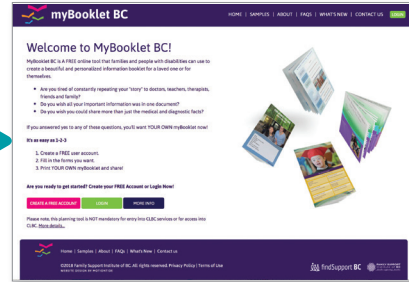 myBooklet BC
HOME | SAMPLES | ABOUT | FAQS | WHAT'S NEW | CONTACT US LOGIN
Welcome to MyBooklet BC!
MyBooklet BC is A FREE online tool that families and people with disabilities can use to
create a beautiful and personalized information booklet for a loved one or for
themselves.
Are you tired of constantly repeating your "story" to doctors, teachers, therapists,
friends and family?
Do you wish all your important information was in one document?
Do you wish you could share more than just the medical and diagnostic facts?
If you answered yes to any of these questions, you'll want YOUR OWN myBooklet now!
It's as easy as 1-2-3
1. Create a FREE user account.
2. Fill in the forms you want.
3. Print YOUR OWN myBooklet and share!
Are you ready to get started? Create your FREE Account or Login Now!
CREATE A FREE ACCOUNT LOGIN MORE INFO
Please note, this planning tool is NOT mandatory for entry into CLBC services or for access into
CLBC. More details..
Home | Samples | About | FAQs | What's New | Contact us
©2018 Family Support Institute of BC. All rights reserved. Privacy Policy | Terms of Use
findSupport BC